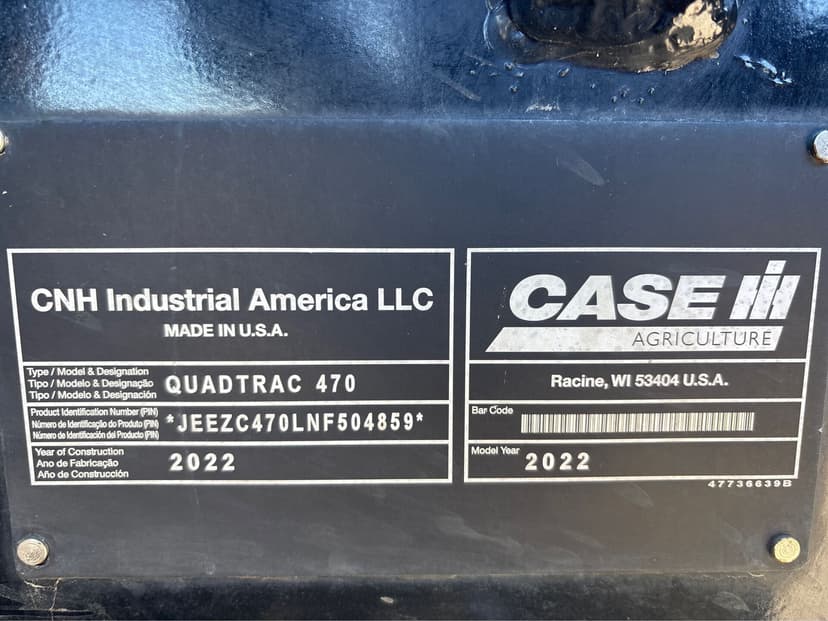 CNH Industrial America LLC
MADE IN U.S.A.
Type / Model & Designation
Tipo / Modelo & Designação
Tipo / Modelo & Designación
QUADTRAC 470
Product Identification Number (PIN)
Número de Identificação do Produto (PIN)
Número de Identificación del Producto (PIN)
*JEEZC470LNF504859*
Year of Construction
Ano de Fabricação
Año de Construcción
2022
CASE IH
AGRICULTURE
Racine, WI 53404 U.S.A.
Bar Code
Model Year
2022
47736639B